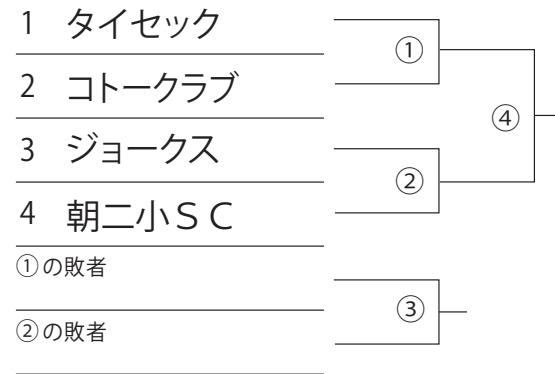 1 タイセック
①
2 コトークラブ
④
3 ジョークス
②
4 朝二小ＳＣ
①の敗者
③
②の敗者